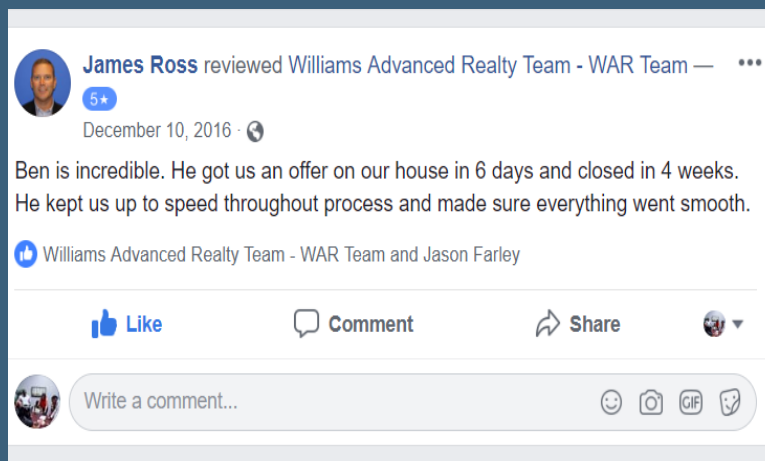 James Ross reviewed Williams Advanced Realty Team - WAR Team —
5★
December 10, 2016 ·
Ben is incredible. He got us an offer on our house in 6 days and closed in 4 weeks.
He kept us up to speed throughout process and made sure everything went smooth.
Williams Advanced Realty Team - WAR Team and Jason Farley
Like Comment Share
Write a comment... GIF